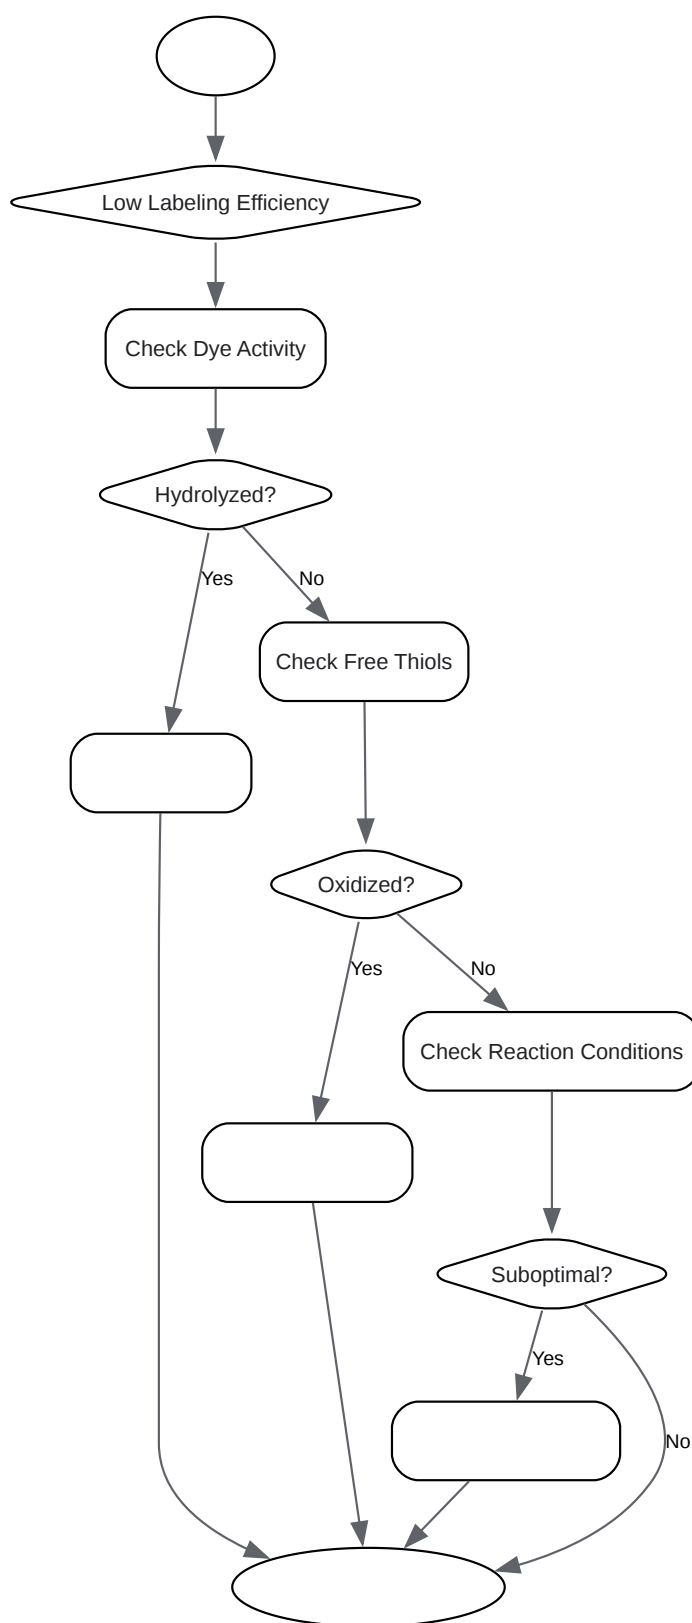 Low Labeling Efficiency
Check Dye Activity
Hydrolyzed?
Yes
No
Check Free Thiols
Oxidized?
Yes
No
Check Reaction Conditions
Suboptimal?
Yes
No